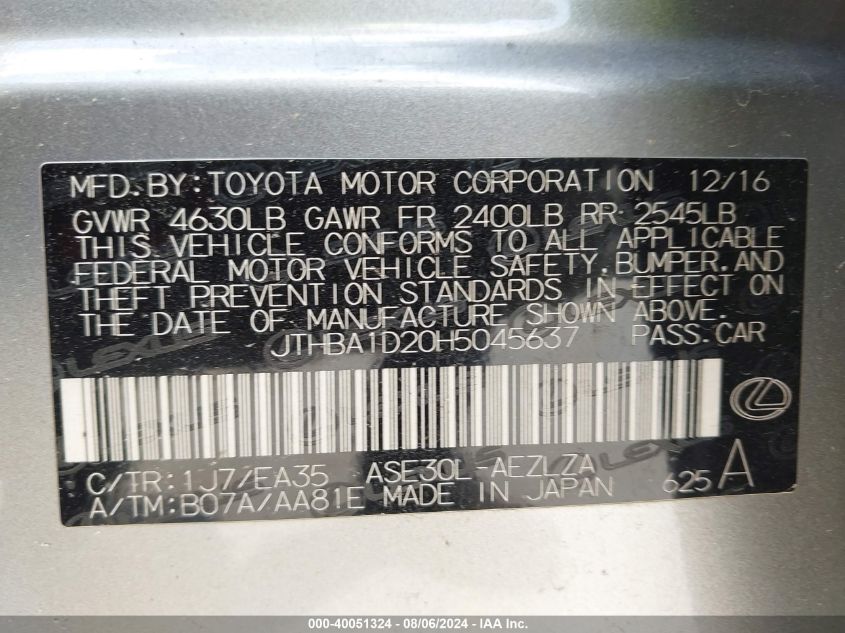 MFD.BY:TOYOTA MOTOR CORPORATION 12/16
GVWR 4630LB GAWR FR 2400LB RR 2545LB
THIS VEHICLE CONFORMS TO ALL APPLICABLE
FEDERAL MOTOR VEHICLE SAFETY,BUMPER,AND
THEFT PREVENTION STANDARDS IN EFFECT ON
THE DATE OF MANUFACTURE SHOWN ABOVE.
JTHBA1D20H5045637 PASS.CAR
C/TR:1J7/EA35 ASE30L-AEZLZA
A/TM:B07A/AA81E MADE IN JAPAN 625 A
000-40051324 - 08/06/2024 - IAA Inc.